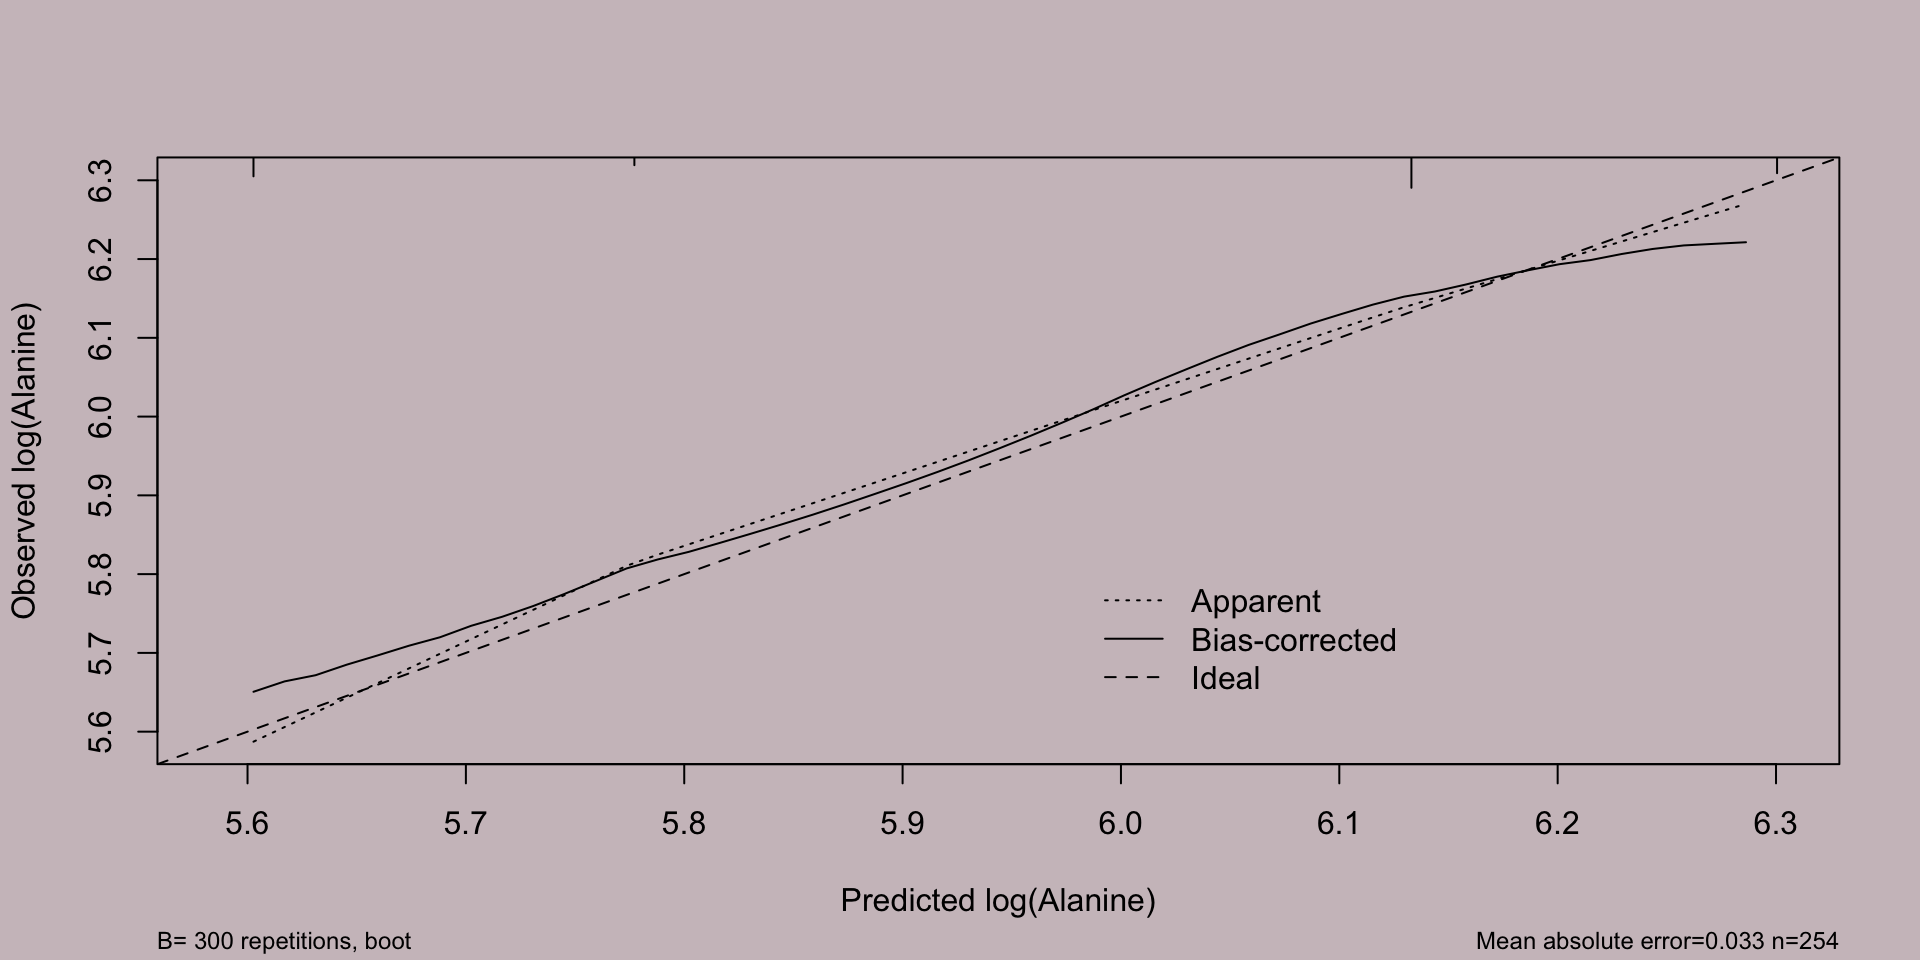 Observed log(Alanine)
6.3
6.2
6.1
6.0
5.9
5.8
5.7
5.6
Apparent
Bias-corrected
Ideal
5.6 5.7 5.8 5.9 6.0 6.1 6.2 6.3
Predicted log(Alanine)
B= 300 repetitions, boot
Mean absolute error=0.033 n=254